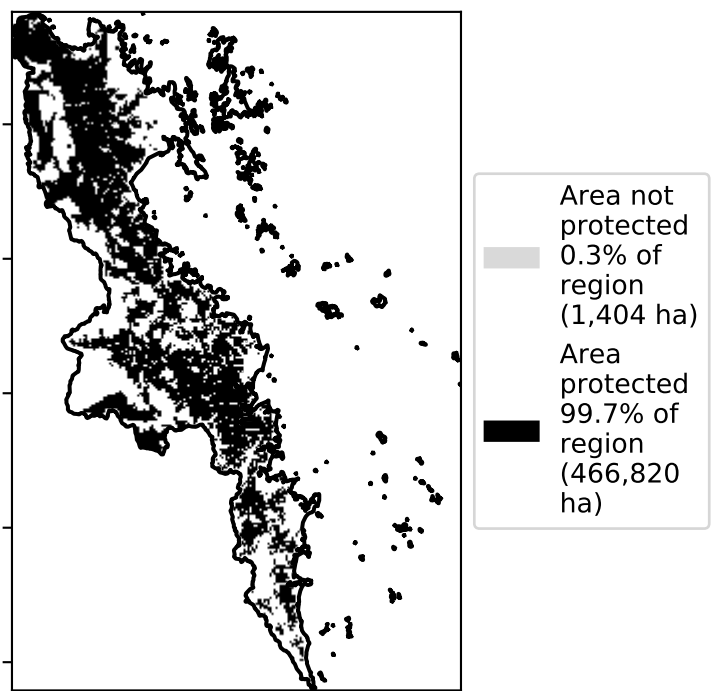 Area not
protected
0.3% of
region
(1,404 ha)
Area
protected
99.7% of
region
(466,820
ha)